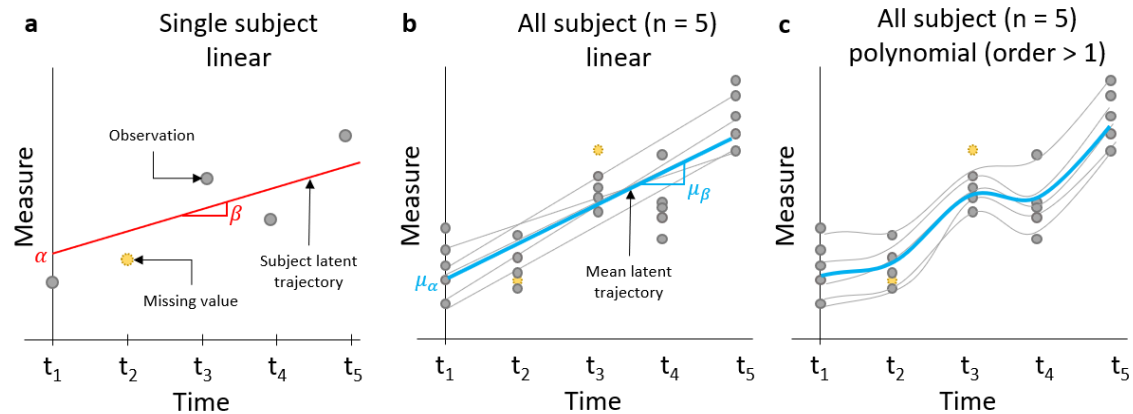 a
Single subject
linear
Measure
Observation
α
β
Missing value
Subject latent
trajectory
t1 t2 t3 t4 t5
Time
b
All subject (n = 5)
linear
Measure
μα
μβ
Mean latent
trajectory
t1 t2 t3 t4 t5
Time
c
All subject (n = 5)
polynomial (order > 1)
Measure
t1 t2 t3 t4 t5
Time